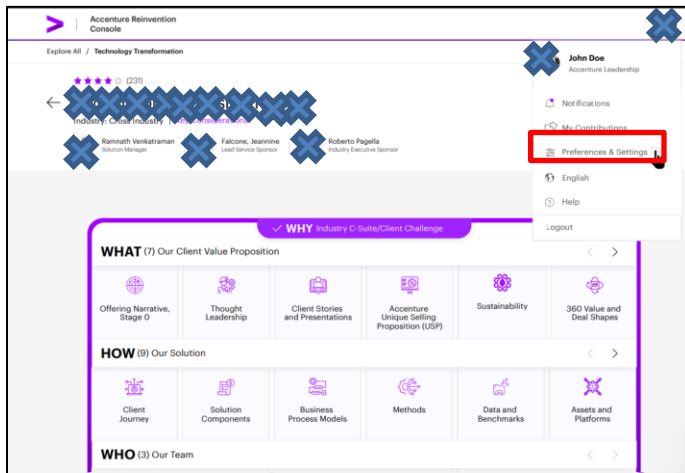 Accenture Reinvention
Console
Explore All / Technology Transformation
(231)
Industry: Cross Industry |
Ramnath Venkatraman
Solution Manager
Falcone, Jeannine
Lead Service Sponsor
Roberto Pagella
Industry Executive Sponsor
John Doe
Accenture Leadership
Notifications
My Contributions
Preferences & Settings
English
Help
Logout
WHY Industry C-Suite/Client Challenge
WHAT (7) Our Client Value Proposition
Offering Narrative,
Stage 0
Thought
Leadership
Client Stories
and Presentations
Accenture
Unique Selling
Proposition (USP)
Sustainability
360 Value and
Deal Shapes
HOW (9) Our Solution
Client
Journey
Solution
Components
Business
Process Models
Methods
Data and
Benchmarks
Assets and
Platforms
WHO (3) Our Team